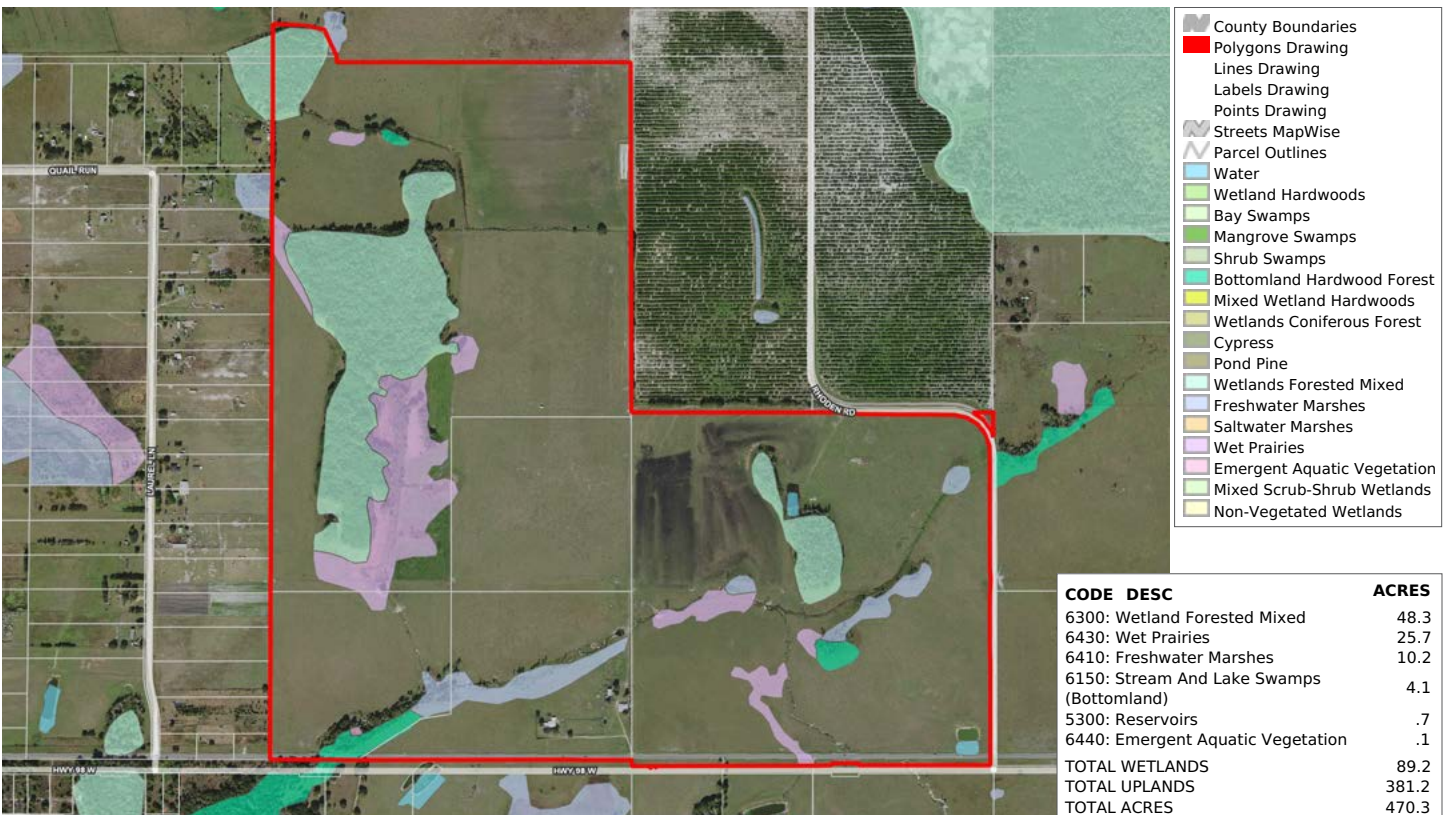 QUAIL RUN
LAUREL LN
RHODEN RD
HWY 98 W
HWY 98 W
County Boundaries
Polygons Drawing
Lines Drawing
Labels Drawing
Points Drawing
Streets MapWise
Parcel Outlines
Water
Wetland Hardwoods
Bay Swamps
Mangrove Swamps
Shrub Swamps
Bottomland Hardwood Forest
Mixed Wetland Hardwoods
Wetlands Coniferous Forest
Cypress
Pond Pine
Wetlands Forested Mixed
Freshwater Marshes
Saltwater Marshes
Wet Prairies
Emergent Aquatic Vegetation
Mixed Scrub-Shrub Wetlands
Non-Vegetated Wetlands
CODE DESC ACRES
6300: Wetland Forested Mixed 48.3
6430: Wet Prairies 25.7
6410: Freshwater Marshes 10.2
6150: Stream And Lake Swamps
(Bottomland) 4.1
5300: Reservoirs .7
6440: Emergent Aquatic Vegetation .1
TOTAL WETLANDS 89.2
TOTAL UPLANDS 381.2
TOTAL ACRES 470.3